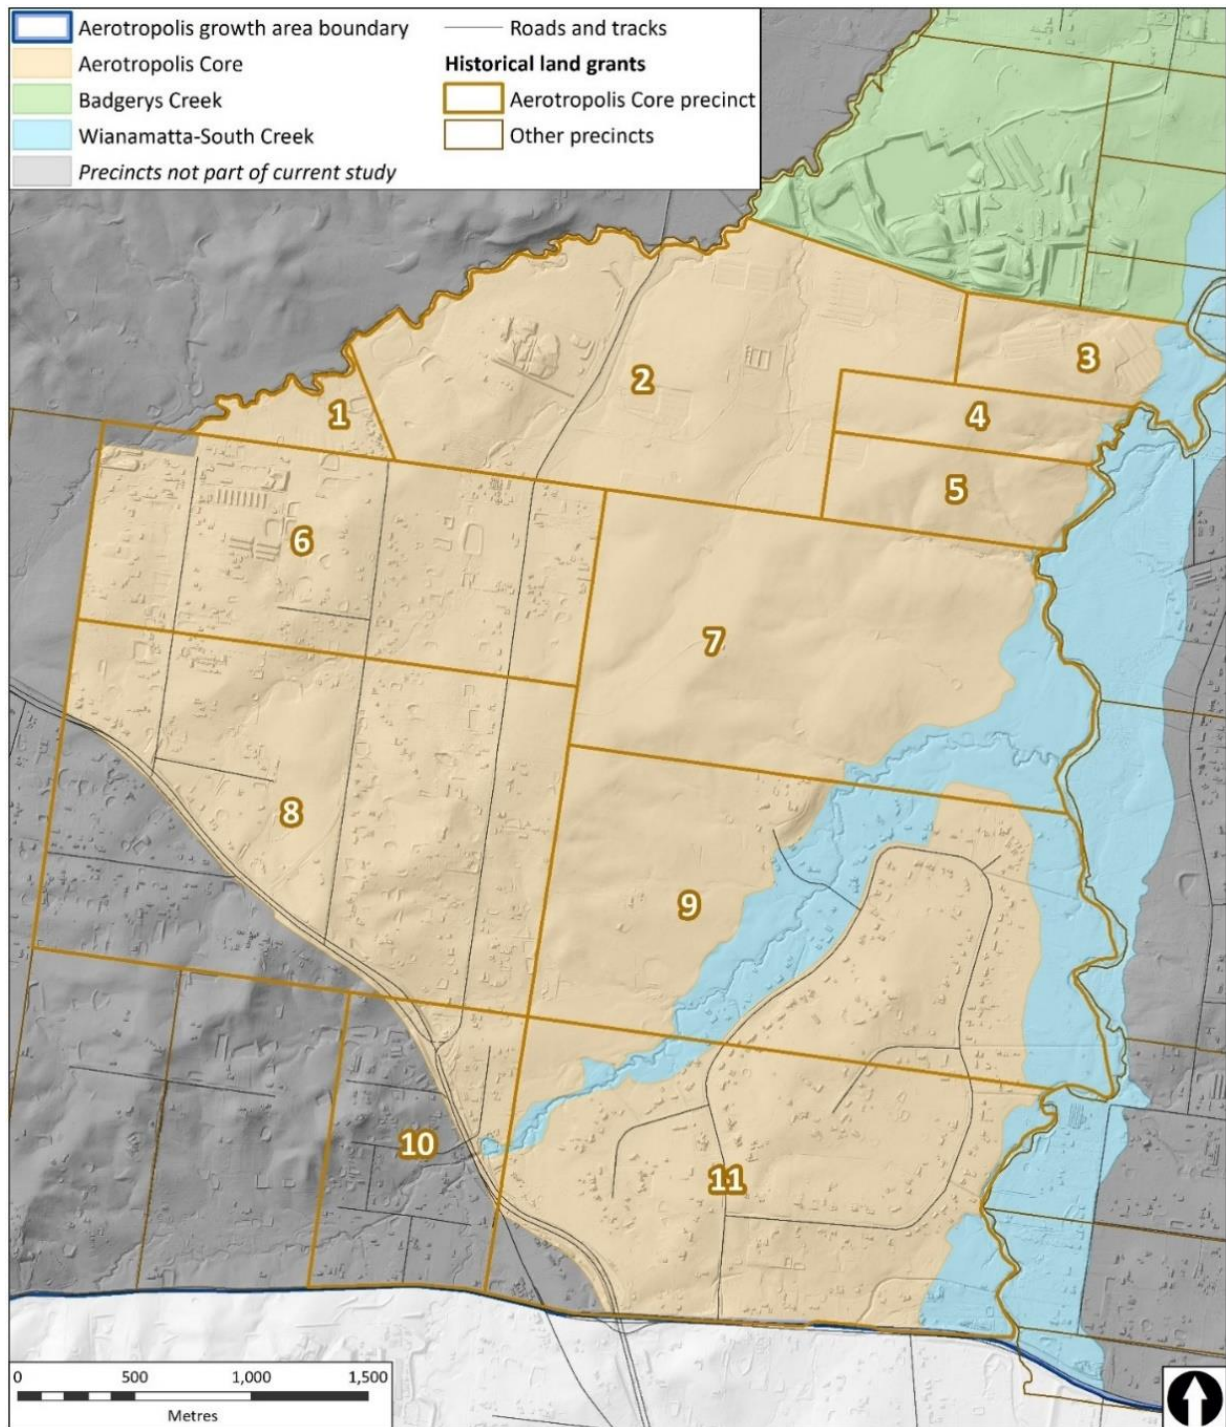 Aerotropolis growth area boundary
Aerotropolis Core
Badgerys Creek
Wianamatta-South Creek
Precincts not part of current study
Roads and tracks
Historical land grants
Aerotropolis Core precinct
Other precincts
1
2
3
4
5
6
7
8
9
10
11
0 500 1,000 1,500
Metres